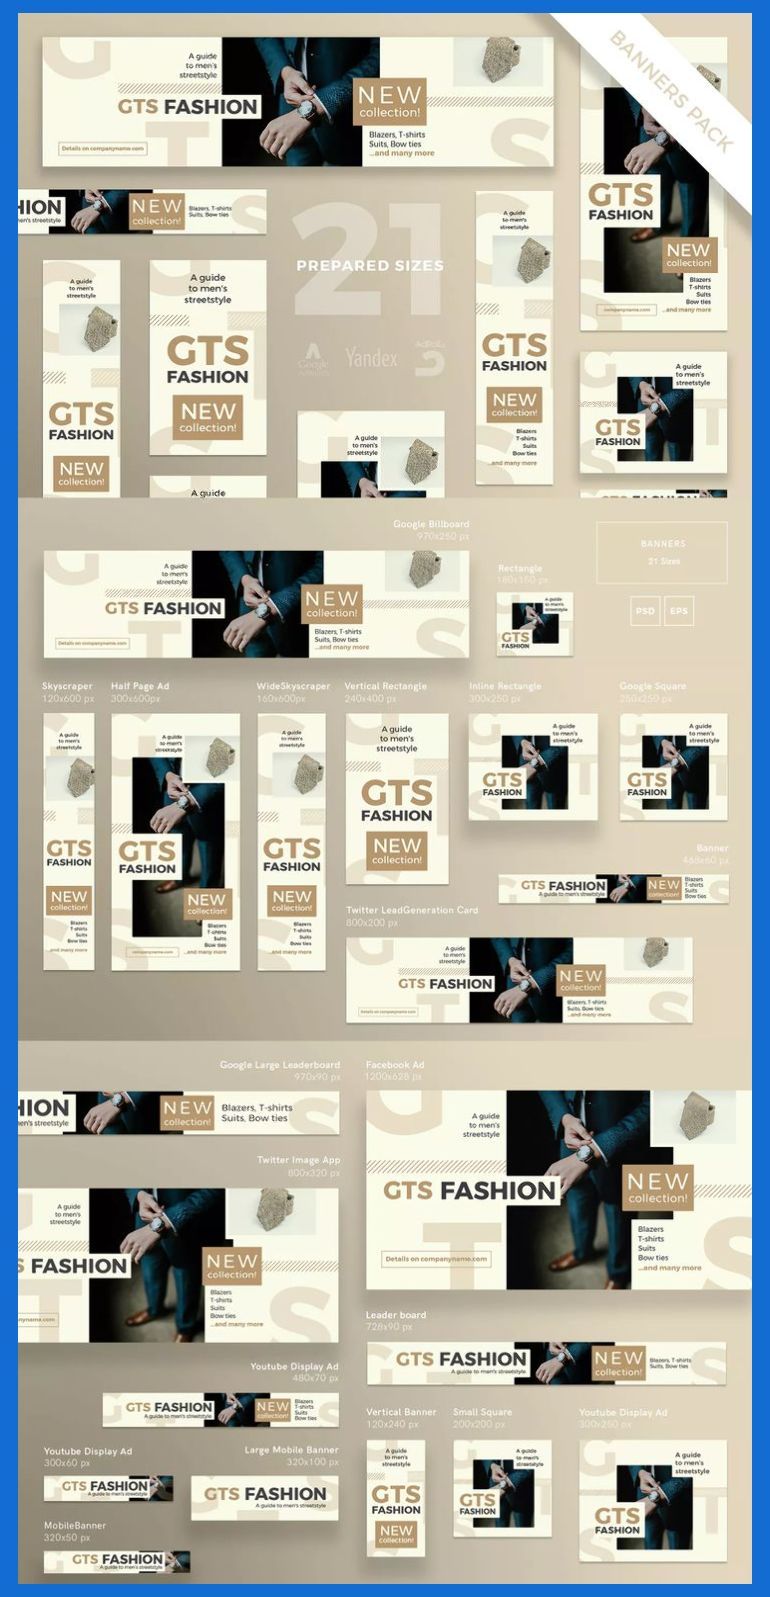 BANNERS PACK
A guide
to men's
streetstyle
GTS FASHION
Details on companyname.com
NEW
collection!
Blazers, T-shirts
Suits, Bow ties
...and many more
GTS
FASHION
NEW
collection!
Blazers
T-shirts
Suits
Bow ties
companyname.com
...and many more
HION
men's streetstyle
NEW
collection!
Blazers, T-shirts
Suits, Bow ties
21
PREPARED SIZES
Google
Yandex
AdRoll
A guide
to men's
streetstyle
GTS
FASHION
NEW
collection!
Blazers
T-shirts
Suits
Bow ties
...and many more
A guide
to men's
streetstyle
GTS
FASHION
NEW
A guide
to men's
streetstyle
GTS
FASHION
NEW
collection!
A guide
A guide
to men's
streetstyle
A guide
to men's
streetstyle
GTS
FASHION
Google Billboard
970x250 px
A guide
to men's
streetstyle
GTS FASHION
Details on companyname.com
NEW
collection!
Blazers, T-shirts
Suits, Bow ties
...and many more
Rectangle
180x150 px
GTS
FASHION
BANNERS
21 Sizes
PSD
EPS
Skyscraper
120x600 px
A guide
to men's
streetstyle
GTS
FASHION
NEW
collection!
Blazers
T-shirts
Suits
Bow ties
...and many more
Half Page Ad
300x600px
A guide
to men's
streetstyle
GTS
FASHION
NEW
collection!
Blazers
T-shirts
Suits
Bow ties
companyname.com
...and many more
WideSkyscraper
160x600px
A guide
to men's
streetstyle
GTS
FASHION
NEW
collection!
Blazers
T-shirts
Suits
Bow ties
...and many more
Vertical Rectangle
240x400 px
A guide
to men's
streetstyle
GTS
FASHION
NEW
collection!
Inline Rectangle
300x250 px
A guide
to men's
streetstyle
GTS
FASHION
Google Square
250x250 px
A guide
to men's
streetstyle
GTS
FASHION
Banner
468x60 px
GTS FASHION
A guide to men's streetstyle
NEW
collection!
Blazers
T-shirts
Suits
Bow ties
Twitter LeadGeneration Card
800x200 px
A guide
to men's
streetstyle
GTS FASHION
Details on companyname.com
NEW
collection!
Blazers, T-shirts
Suits, Bow ties
...and many more
Google Large Leaderboard
970x90 px
HION
men's streetstyle
NEW
collection!
Blazers, T-shirts
Suits, Bow ties
Facebook Ad
1200x628 px
A guide
to men's
streetstyle
GTS FASHION
Details on companyname.com
NEW
collection!
Blazers
T-shirts
Suits
Bow ties
...and many more
Twitter Image App
800x320 px
A guide
to men's
streetstyle
S FASHION
NEW
collection!
Blazers
T-shirts
Suits
Bow ties
...and many more
Leader board
728x90 px
GTS FASHION
A guide to men's streetstyle
NEW
collection!
Blazers, T-shirts
Suits, Bow ties
Youtube Display Ad
480x70 px
GTS FASHION
A guide to men's streetstyle
NEW
collection!
Blazers
T-shirts
Suits
Bow ties
Youtube Display Ad
300x60 px
GTS FASHION
A guide to men's streetstyle
Large Mobile Banner
320x100 px
GTS FASHION
A guide to men's streetstyle
MobileBanner
320x50 px
GTS FASHION
A guide to men's streetstyle
Vertical Banner
120x240 px
A guide
to men's
streetstyle
GTS
FASHION
NEW
collection!
Small Square
200x200 px
A guide
to men's
streetstyle
GTS
FASHION
Youtube Display Ad
300x250 px
A guide
to men's
streetstyle
GTS
FASHION